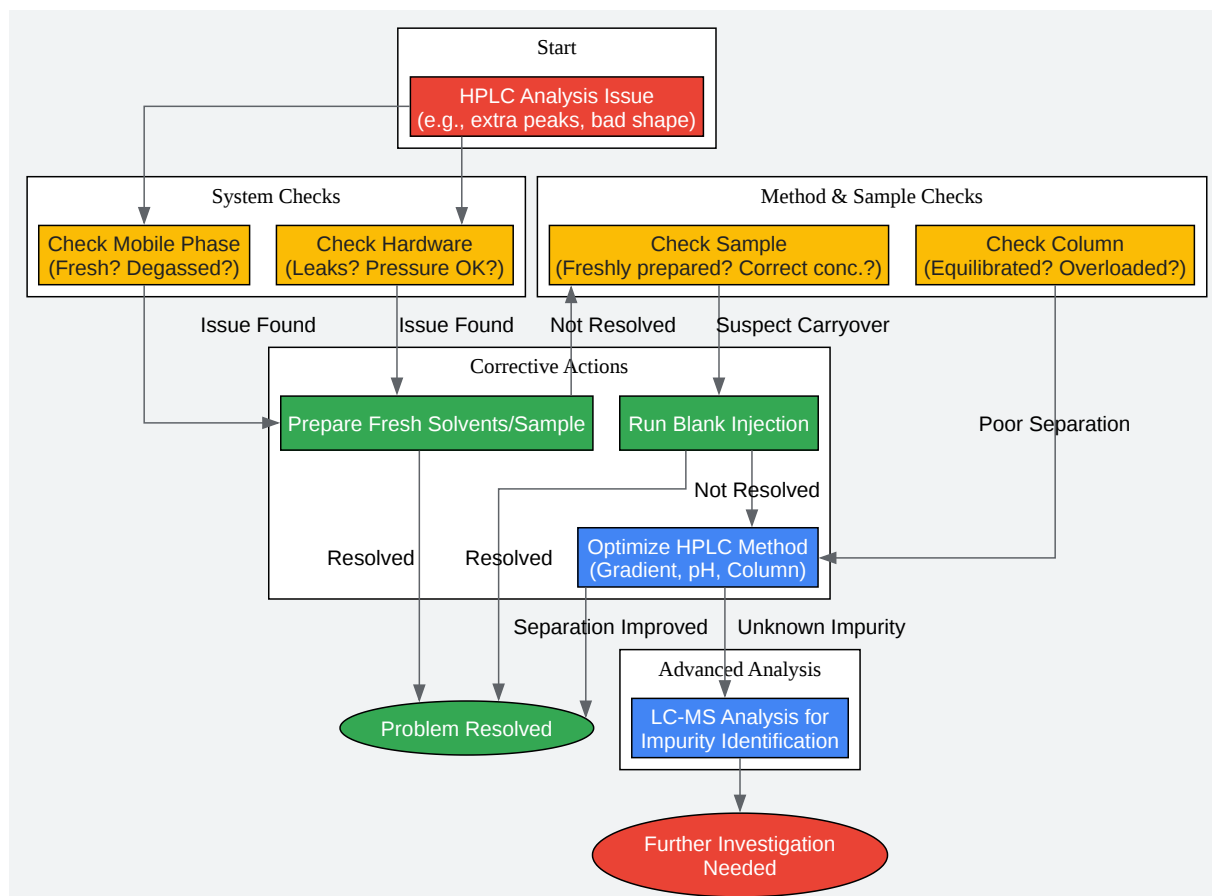 Start
HPLC Analysis Issue
(e.g., extra peaks, bad shape)
System Checks
Method & Sample Checks
Check Mobile Phase
(Fresh? Degassed?)
Check Hardware
(Leaks? Pressure OK?)
Check Sample
(Freshly prepared? Correct conc.?)
Check Column
(Equilibrated? Overloaded?)
Issue Found
Issue Found
Not Resolved
Suspect Carryover
Corrective Actions
Prepare Fresh Solvents/Sample
Run Blank Injection
Poor Separation
Not Resolved
Resolved
Resolved
Optimize HPLC Method
(Gradient, pH, Column)
Separation Improved
Unknown Impurity
Advanced Analysis
Problem Resolved
LC-MS Analysis for
Impurity Identification
Further Investigation
Needed